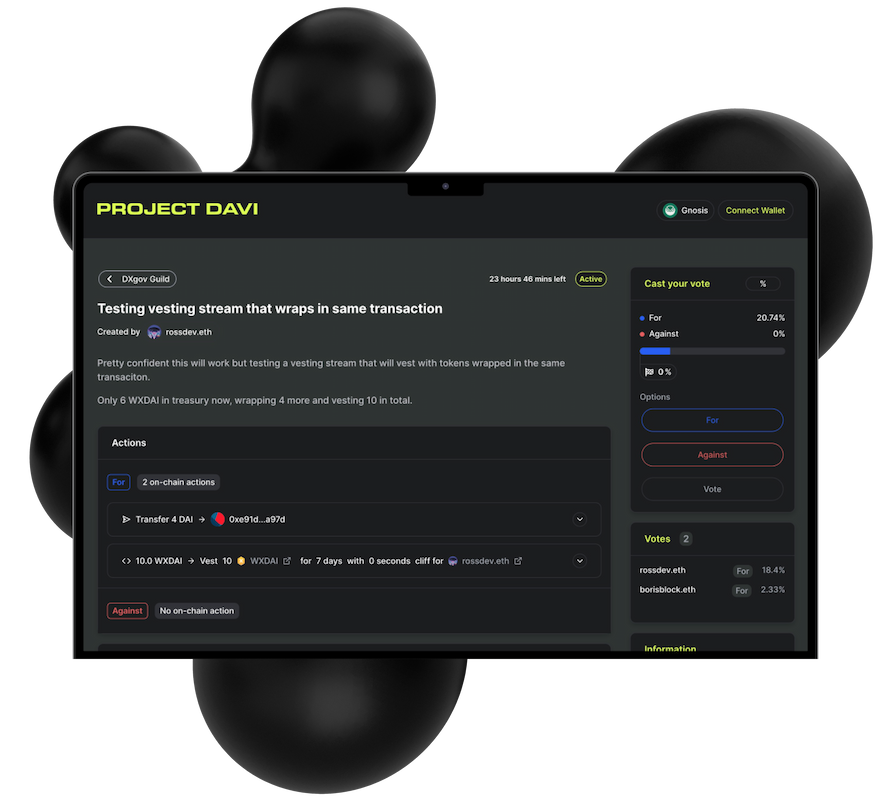 PROJECT DAVI
Gnosis
Connect Wallet
DXgov Guild
23 hours 46 mins left
Active
Testing vesting stream that wraps in same transaction
Created by rossdev.eth
Pretty confident this will work but testing a vesting stream that will vest with tokens wrapped in the same
transaciton.
Only 6 WXDAI in treasury now, wrapping 4 more and vesting 10 in total.
Actions
For 2 on-chain actions
Transfer 4 DAI → 0xe91d...a97d
10.0 WXDAI → Vest 10 WXDAI for 7 days with 0 seconds cliff for rossdev.eth
Against No on-chain action
Cast your vote %
For 20.74%
Against 0%
0 %
Options
For
Against
Vote
Votes 2
rossdev.eth For 18.4%
borisblock.eth For 2.33%
Information